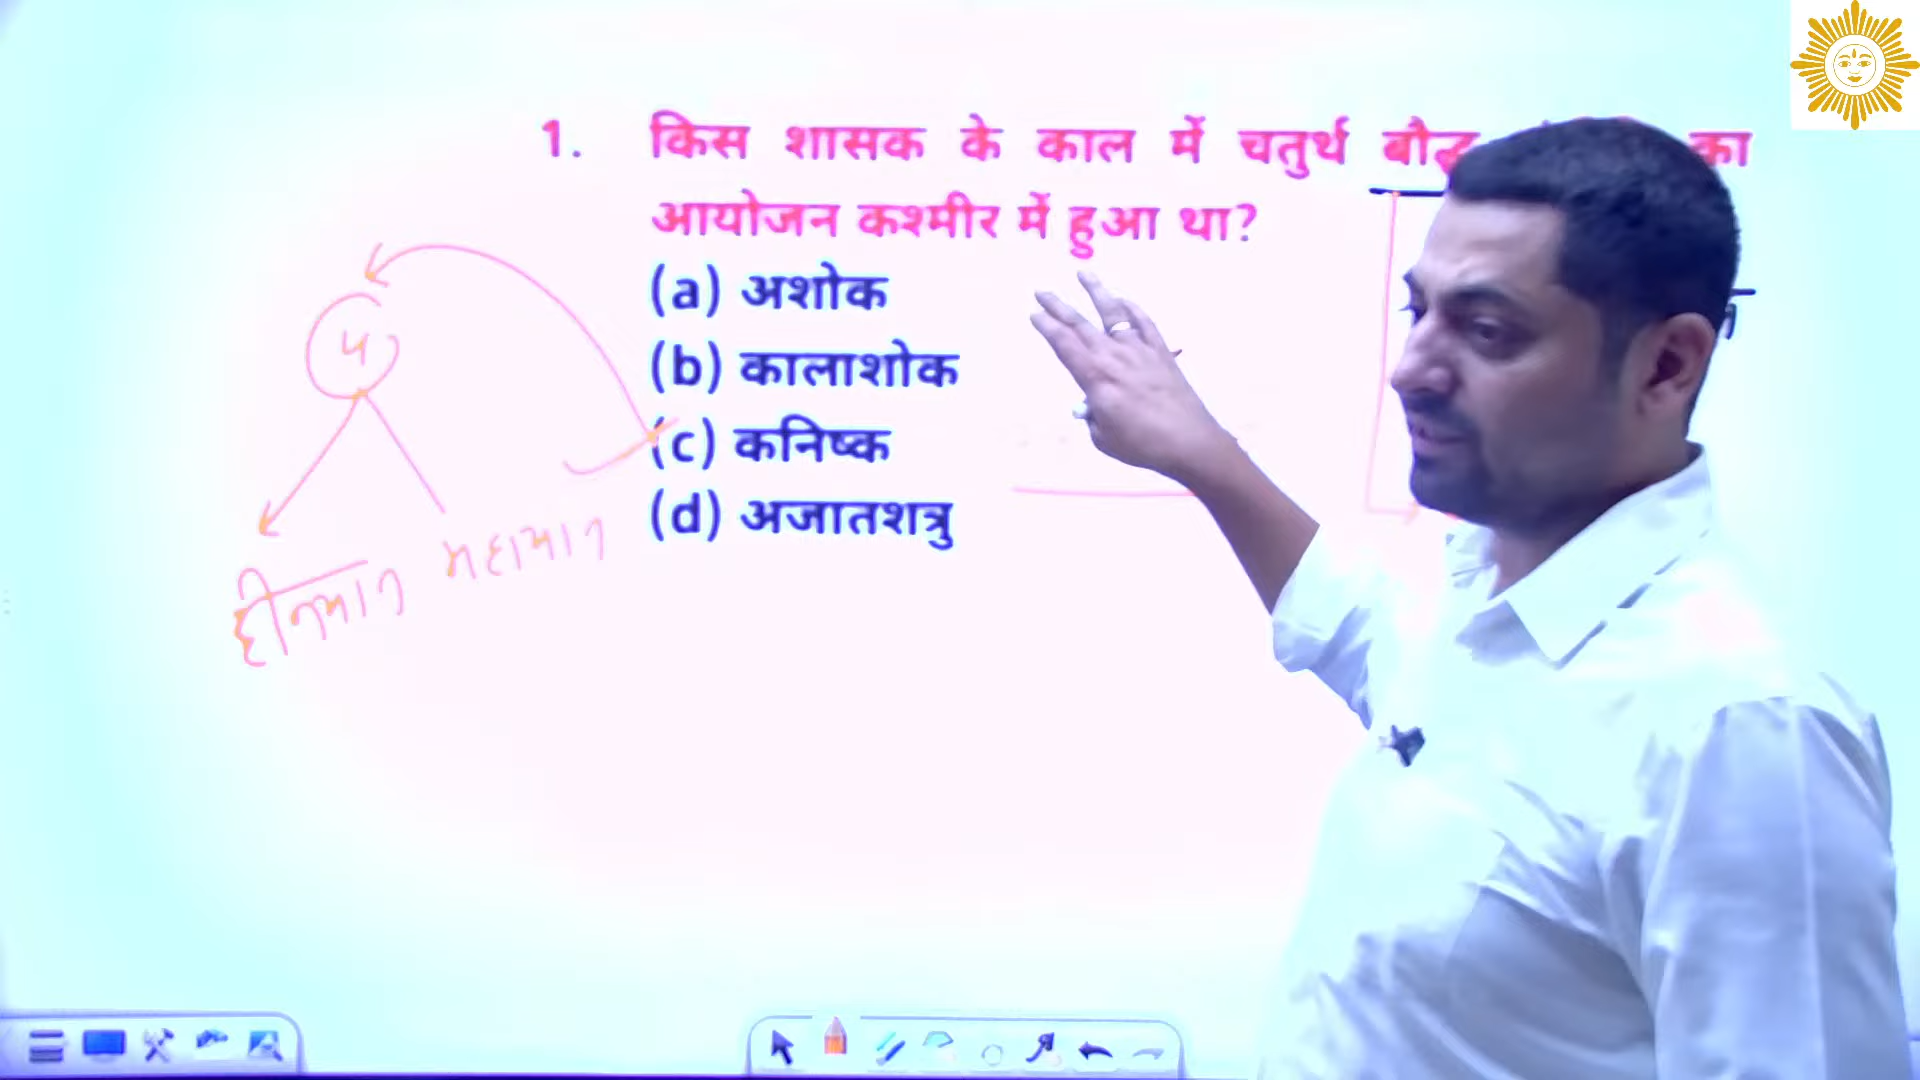 1. किस शासक के काल में चतुर्थ बौद्ध का
आयोजन कश्मीर में हुआ था?
(a) अशोक
(b) कालाशोक
(c) कनिष्क
(d) अजातशत्रु
4
हीनयान महायान